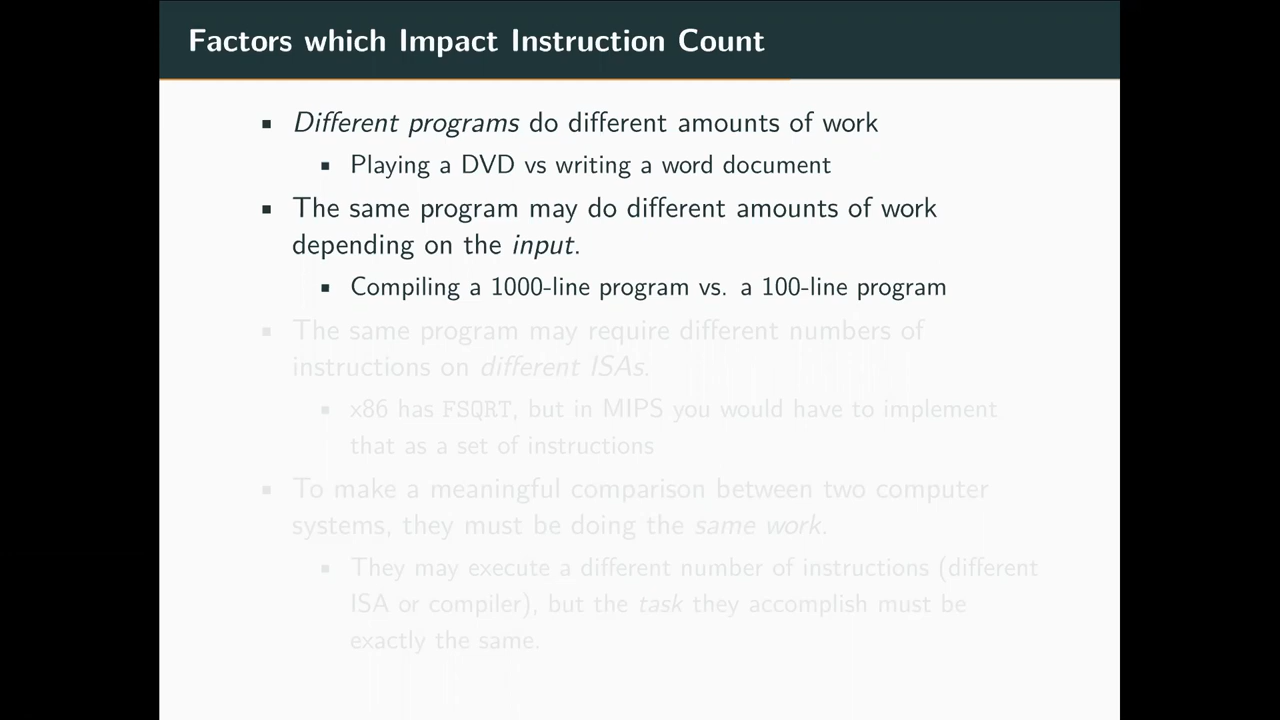 Factors which Impact Instruction Count
▪ Different programs do different amounts of work
▪ Playing a DVD vs writing a word document
▪ The same program may do different amounts of work
depending on the input.
▪ Compiling a 1000-line program vs. a 100-line program
▪ The same program may require different numbers of
instructions on different ISAs.
▪ x86 has FSQRT, but in MIPS you would have to implement
that as a set of instructions
▪ To make a meaningful comparison between two computer
systems, they must be doing the same work.
▪ They may execute a different number of instructions (different
ISA or compiler), but the task they accomplish must be
exactly the same.